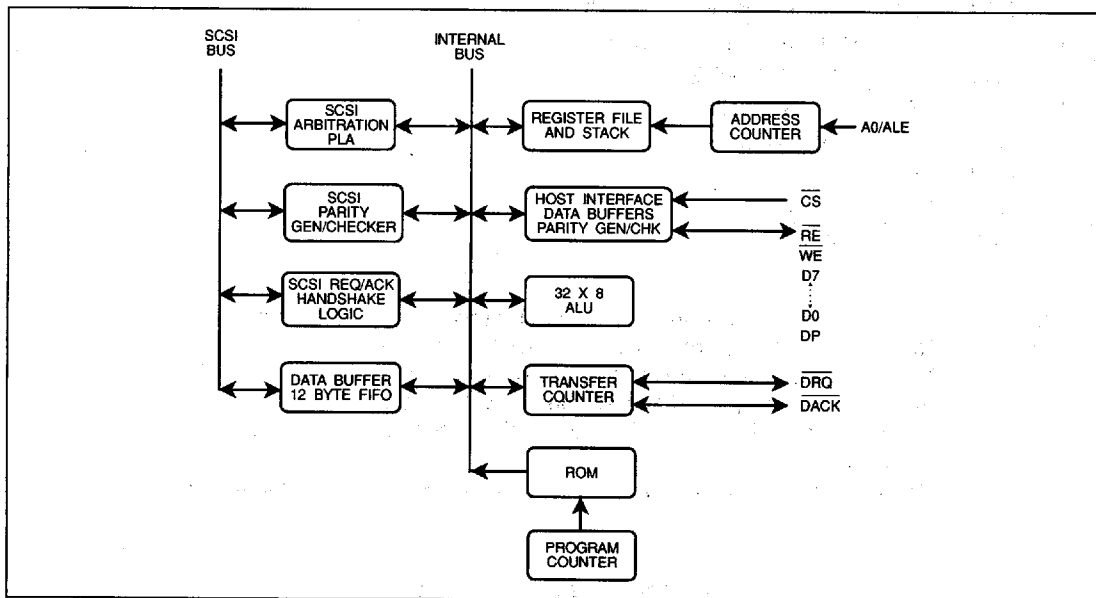 SCSI
BUS
INTERNAL
BUS
SCSI
ARBITRATION
PLA
REGISTER FILE
AND STACK
ADDRESS
COUNTER
A0/ALE
SCSI
PARITY
GEN/CHECKER
HOST INTERFACE
DATA BUFFERS
PARITY GEN/CHK
CS
RE
WE
D7
D0
DP
SCSI REQ/ACK
HANDSHAKE
LOGIC
32 X 8
ALU
DATA BUFFER
12 BYTE FIFO
TRANSFER
COUNTER
DRQ
DACK
ROM
PROGRAM
COUNTER